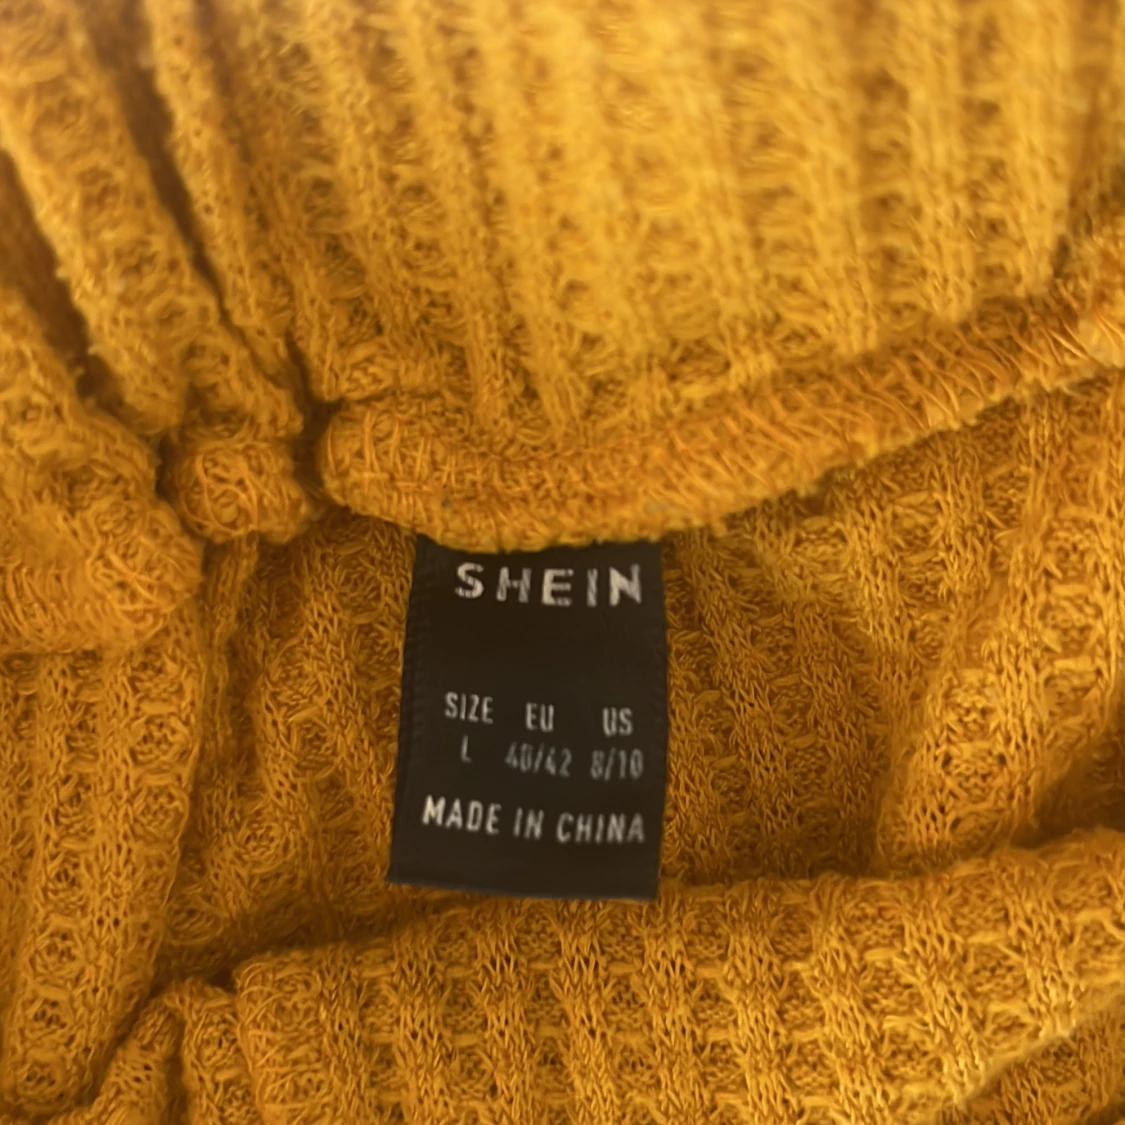 SHEIN
SIZE EU US
L 40/42 8/10
MADE IN CHINA